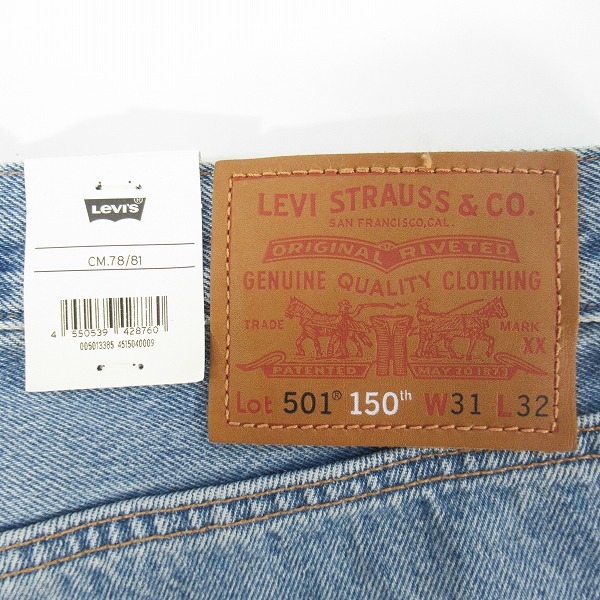 LEVI'S®
CM.78/81
4 550539 428760
005013385 4515040009
LEVI STRAUSS & CO.
SAN FRANCISCO, CAL.
ORIGINAL RIVETED
GENUINE QUALITY CLOTHING
TRADE MARK
XX
PATENTED MAY 20 1873
Lot 501® 150th W31 L32